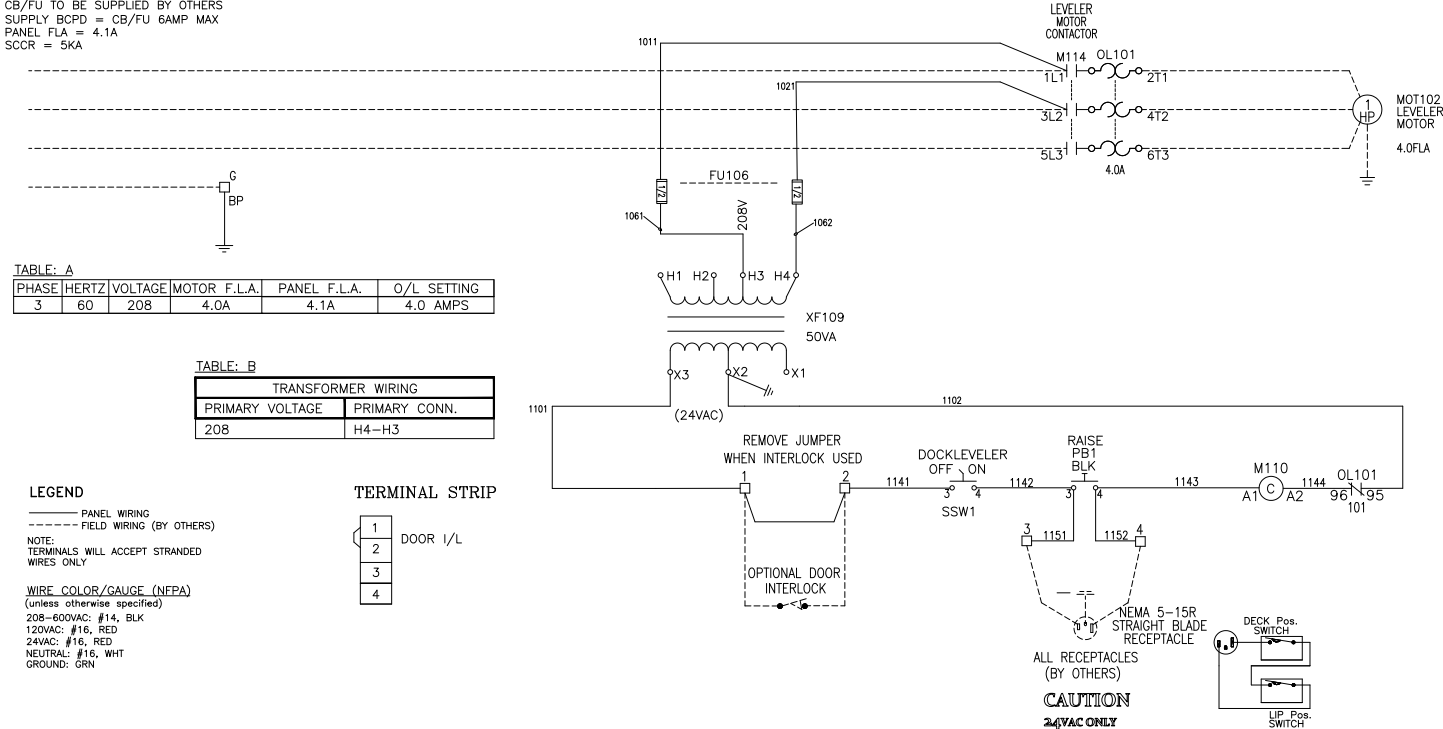 CB/FU TO BE SUPPLIED BY OTHERS
SUPPLY BCPD = CB/FU 6AMP MAX
PANEL FLA = 4.1A
SCCR = 5KA
LEVELER
MOTOR
CONTACTOR
1011
M114 OL101
1L1 2T1
1021
3L2 4T2
5L3 6T3
4.0A
1
HP
MOT102
LEVELER
MOTOR
4.0FLA
G
BP
FU106
1/2 1/2
208V
1061 1062
H1 H2 H3 H4
XF109
50VA
X3 X2 X1
(24VAC)
1101 1102
TABLE: A
PHASE HERTZ VOLTAGE MOTOR F.L.A. PANEL F.L.A. O/L SETTING
3 60 208 4.0A 4.1A 4.0 AMPS
TABLE: B
TRANSFORMER WIRING
PRIMARY VOLTAGE PRIMARY CONN.
208 H4-H3
REMOVE JUMPER
WHEN INTERLOCK USED
1 2
1141
DOCKLEVELER
OFF ON
3 4
SSW1
1142
RAISE
PB1
BLK
3 4
1143
M110
A1 C A2
1144
OL101
96 95
101
3 1151 1152 4
OPTIONAL DOOR
INTERLOCK
NEMA 5-15R
STRAIGHT BLADE
RECEPTACLE
ALL RECEPTACLES
(BY OTHERS)
CAUTION
24VAC ONLY
DECK Pos.
SWITCH
LIP Pos.
SWITCH
LEGEND
PANEL WIRING
FIELD WIRING (BY OTHERS)
NOTE:
TERMINALS WILL ACCEPT STRANDED
WIRES ONLY
WIRE COLOR/GAUGE (NFPA)
(unless otherwise specified)
208-600VAC: #14, BLK
120VAC: #16, RED
24VAC: #16, RED
NEUTRAL: #16, WHT
GROUND: GRN
TERMINAL STRIP
1
2
3
4
DOOR I/L